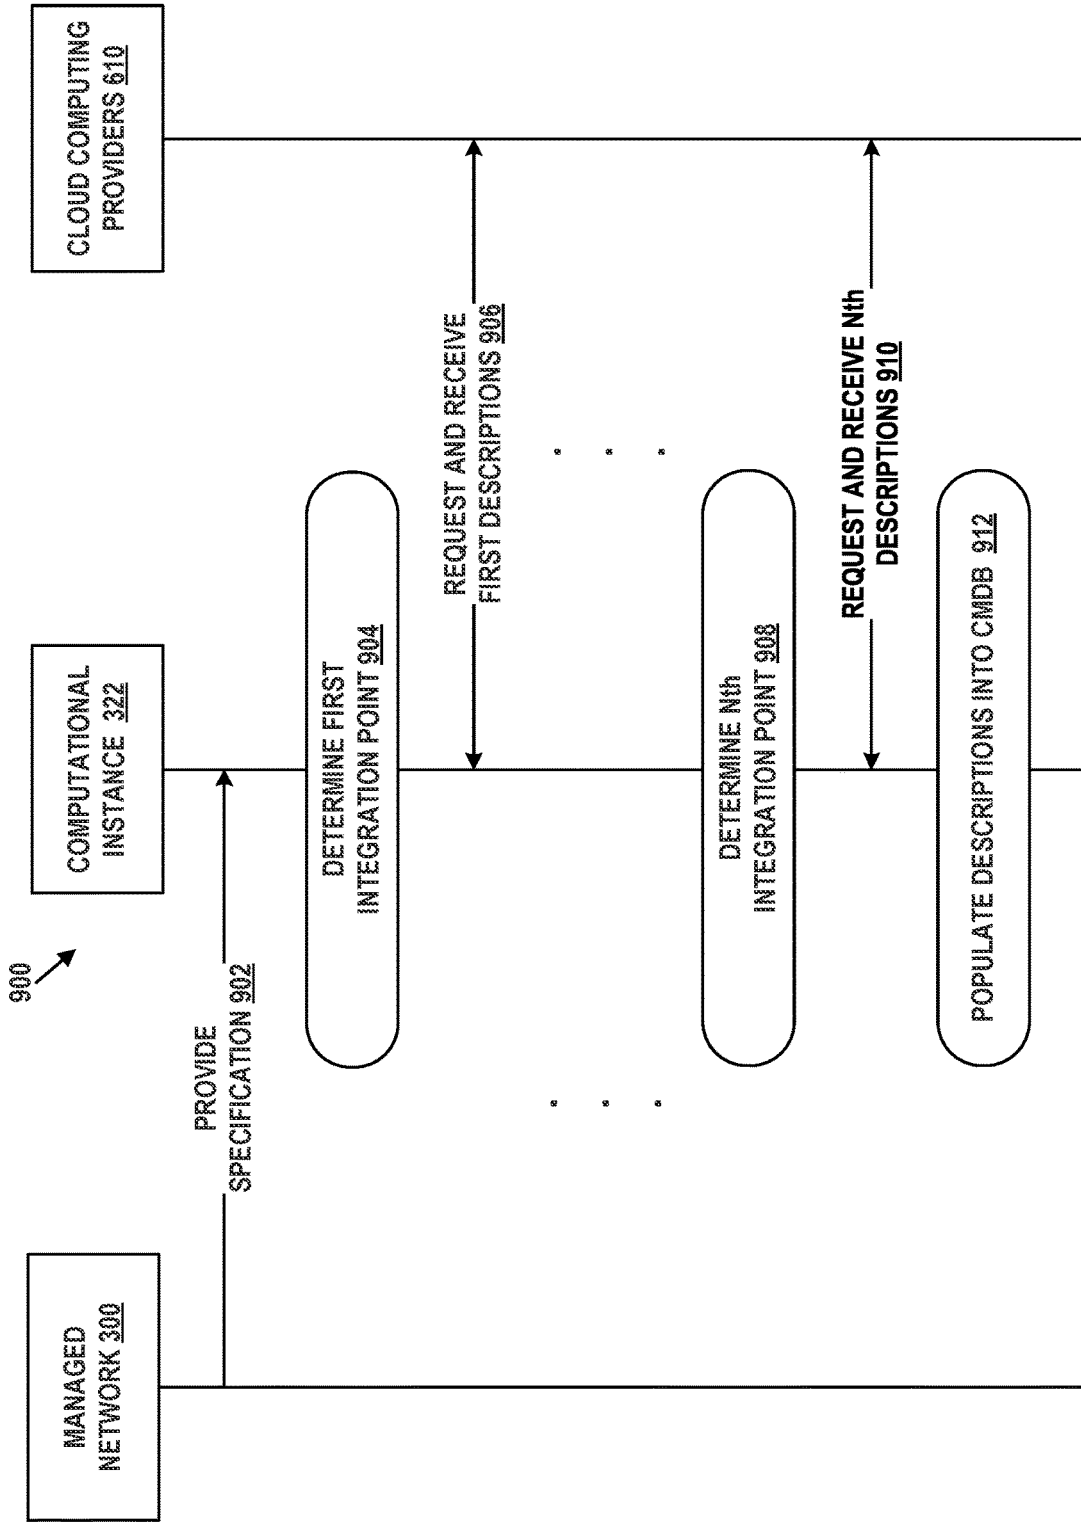 900
MANAGED
NETWORK 300
COMPUTATIONAL
INSTANCE 322
CLOUD COMPUTING
PROVIDERS 610
PROVIDE
SPECIFICATION 902
DETERMINE FIRST
INTEGRATION POINT 904
REQUEST AND RECEIVE
FIRST DESCRIPTIONS 906
DETERMINE Nth
INTEGRATION POINT 908
REQUEST AND RECEIVE Nth
DESCRIPTIONS 910
POPULATE DESCRIPTIONS INTO CMDB 912